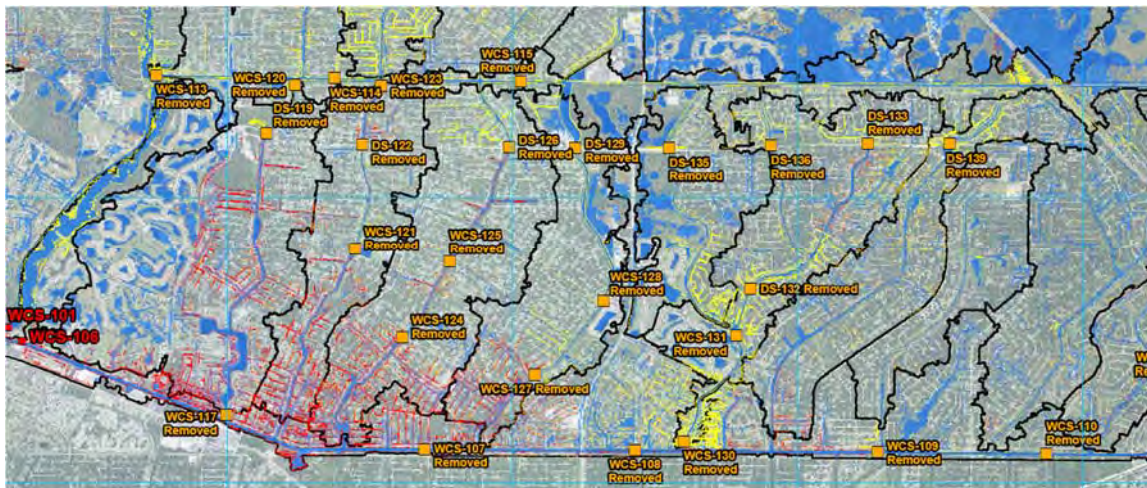 WCS-115
Removed
WCS-113
Removed
WCS-120
Removed
WCS-114
Removed
WCS-123
Removed
DS-119
Removed
DS-122
Removed
DS-126
Removed
DS-129
Removed
DS-135
Removed
DS-136
Removed
DS-133
Removed
DS-139
Removed
WCS-121
Removed
WCS-125
Removed
WCS-128
Removed
DS-132 Removed
WCS-101
WCS-106
WCS-124
Removed
WCS-131
Removed
WCS-127 Removed
WCS-117
Removed
WCS-107
Removed
WCS-108
Removed
WCS-130
Removed
WCS-109
Removed
WCS-110
Removed